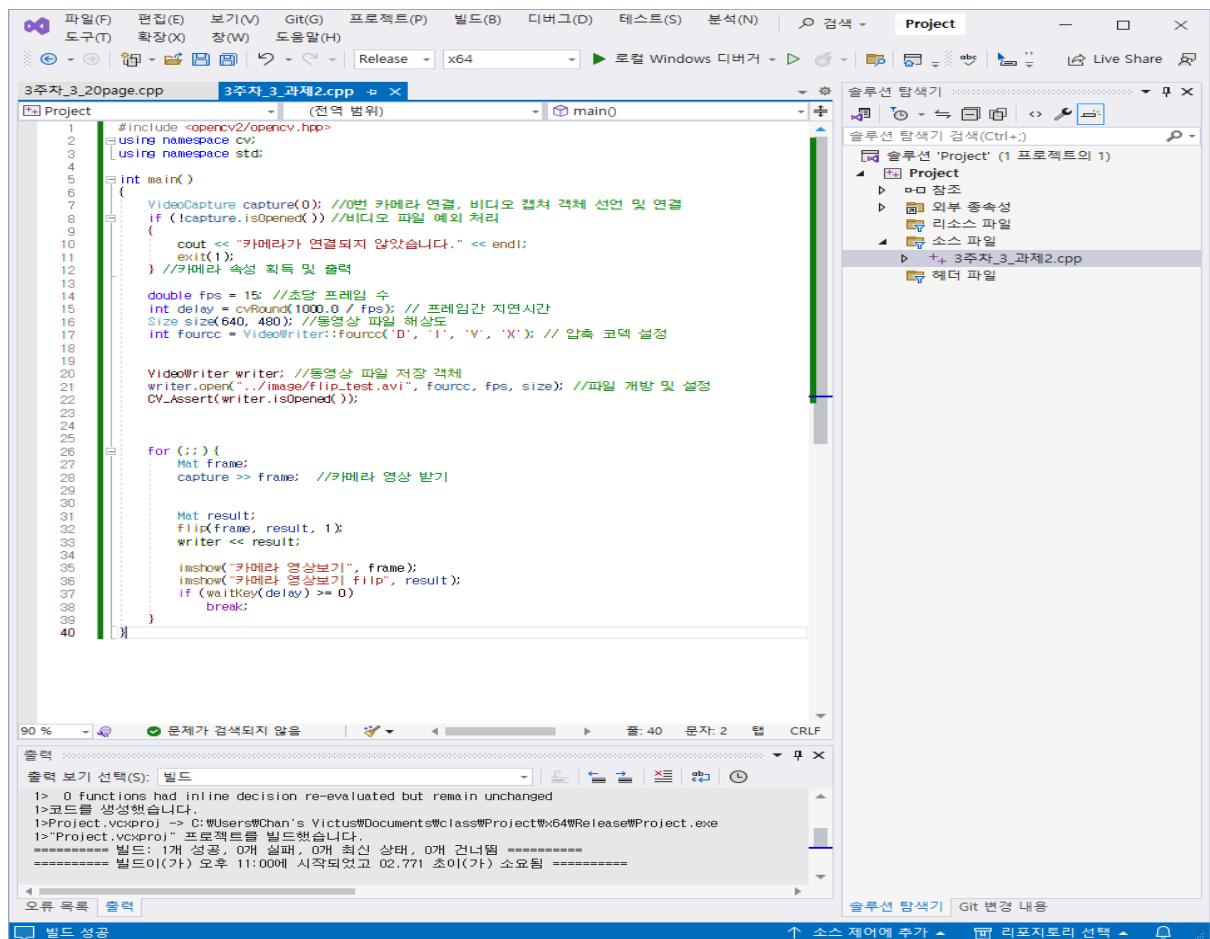 파일(F) 편집(E) 보기(V) Git(G) 프로젝트(P) 빌드(B) 디버그(D) 테스트(S) 분석(N) 검색 Project
도구(T) 확장(X) 창(W) 도움말(H)
Release x64 로컬 Windows 디버거 Live Share
3주차_3_20page.cpp 3주차_3_과제2.cpp
Project (전역 범위) main()
1 #include <opencv2/opencv.hpp>
2 using namespace cv;
3 using namespace std;
4
5 int main()
6 {
7 VideoCapture capture(0); //0번 카메라 연결, 비디오 캡쳐 객체 선언 및 연결
8 if (!capture.isOpened()) //비디오 파일 예외 처리
9 {
10 cout << "카메라가 연결되지 않았습니다." << endl;
11 exit(1);
12 } //카메라 속성 획득 및 출력
13
14 double fps = 15; //초당 프레임 수
15 int delay = cvRound(1000.0 / fps); // 프레임간 지연시간
16 Size size(640, 480); //동영상 파일 해상도
17 int fourcc = VideoWriter::fourcc('D', 'I', 'V', 'X'); // 압축 코덱 설정
18
19
20 VideoWriter writer; //동영상 파일 저장 객체
21 writer.open("../image/flip_test.avi", fourcc, fps, size); //파일 개방 및 설정
22 CV_Assert(writer.isOpened());
23
24
25
26 for (;;) {
27 Mat frame;
28 capture >> frame; //카메라 영상 받기
29
30
31 Mat result;
32 flip(frame, result, 1);
33 writer << result;
34
35 imshow("카메라 영상보기", frame);
36 imshow("카메라 영상보기 filp", result);
37 if (waitKey(delay) >= 0)
38 break;
39 }
40 }
90 % 문제가 검색되지 않음 줄: 40 문자: 2 탭 CRLF
출력
출력 보기 선택(S): 빌드
1> 0 functions had inline decision re-evaluated but remain unchanged
1>코드를 생성했습니다.
1>Project.vcxproj -> C:₩Users₩Chan's Victus₩Documents₩class₩Project₩x64₩Release₩Project.exe
1>"Project.vcxproj" 프로젝트를 빌드했습니다.
========== 빌드: 1개 성공, 0개 실패, 0개 최신 상태, 0개 건너뜀 ==========
========== 빌드이(가) 오후 11:00에 시작되었고 02.771 초이(가) 소요됨 ==========
오류 목록 출력
솔루션 탐색기
솔루션 탐색기 검색(Ctrl+;)
솔루션 'Project' (1 프로젝트의 1)
Project
참조
외부 종속성
리소스 파일
소스 파일
3주차_3_과제2.cpp
헤더 파일
솔루션 탐색기 Git 변경 내용
빌드 성공 소스 제어에 추가 리포지토리 선택